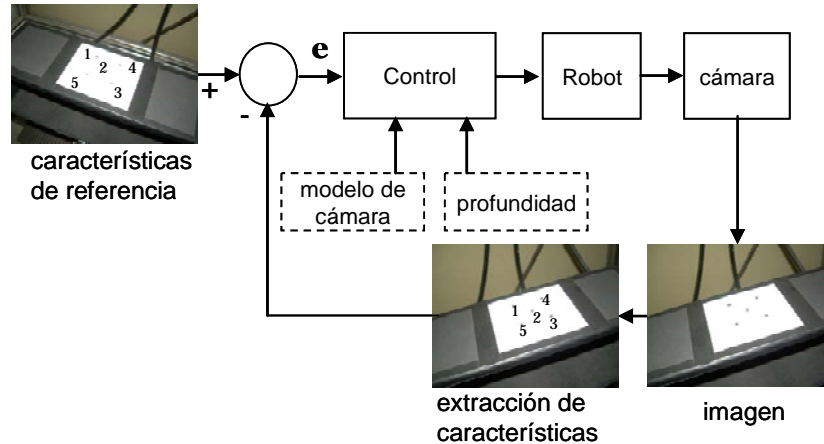 1
2
4
5
3
+
-
e
Control
Robot
cámara
características
de referencia
modelo de
cámara
profundidad
4
1
2
3
5
extracción de
características
imagen